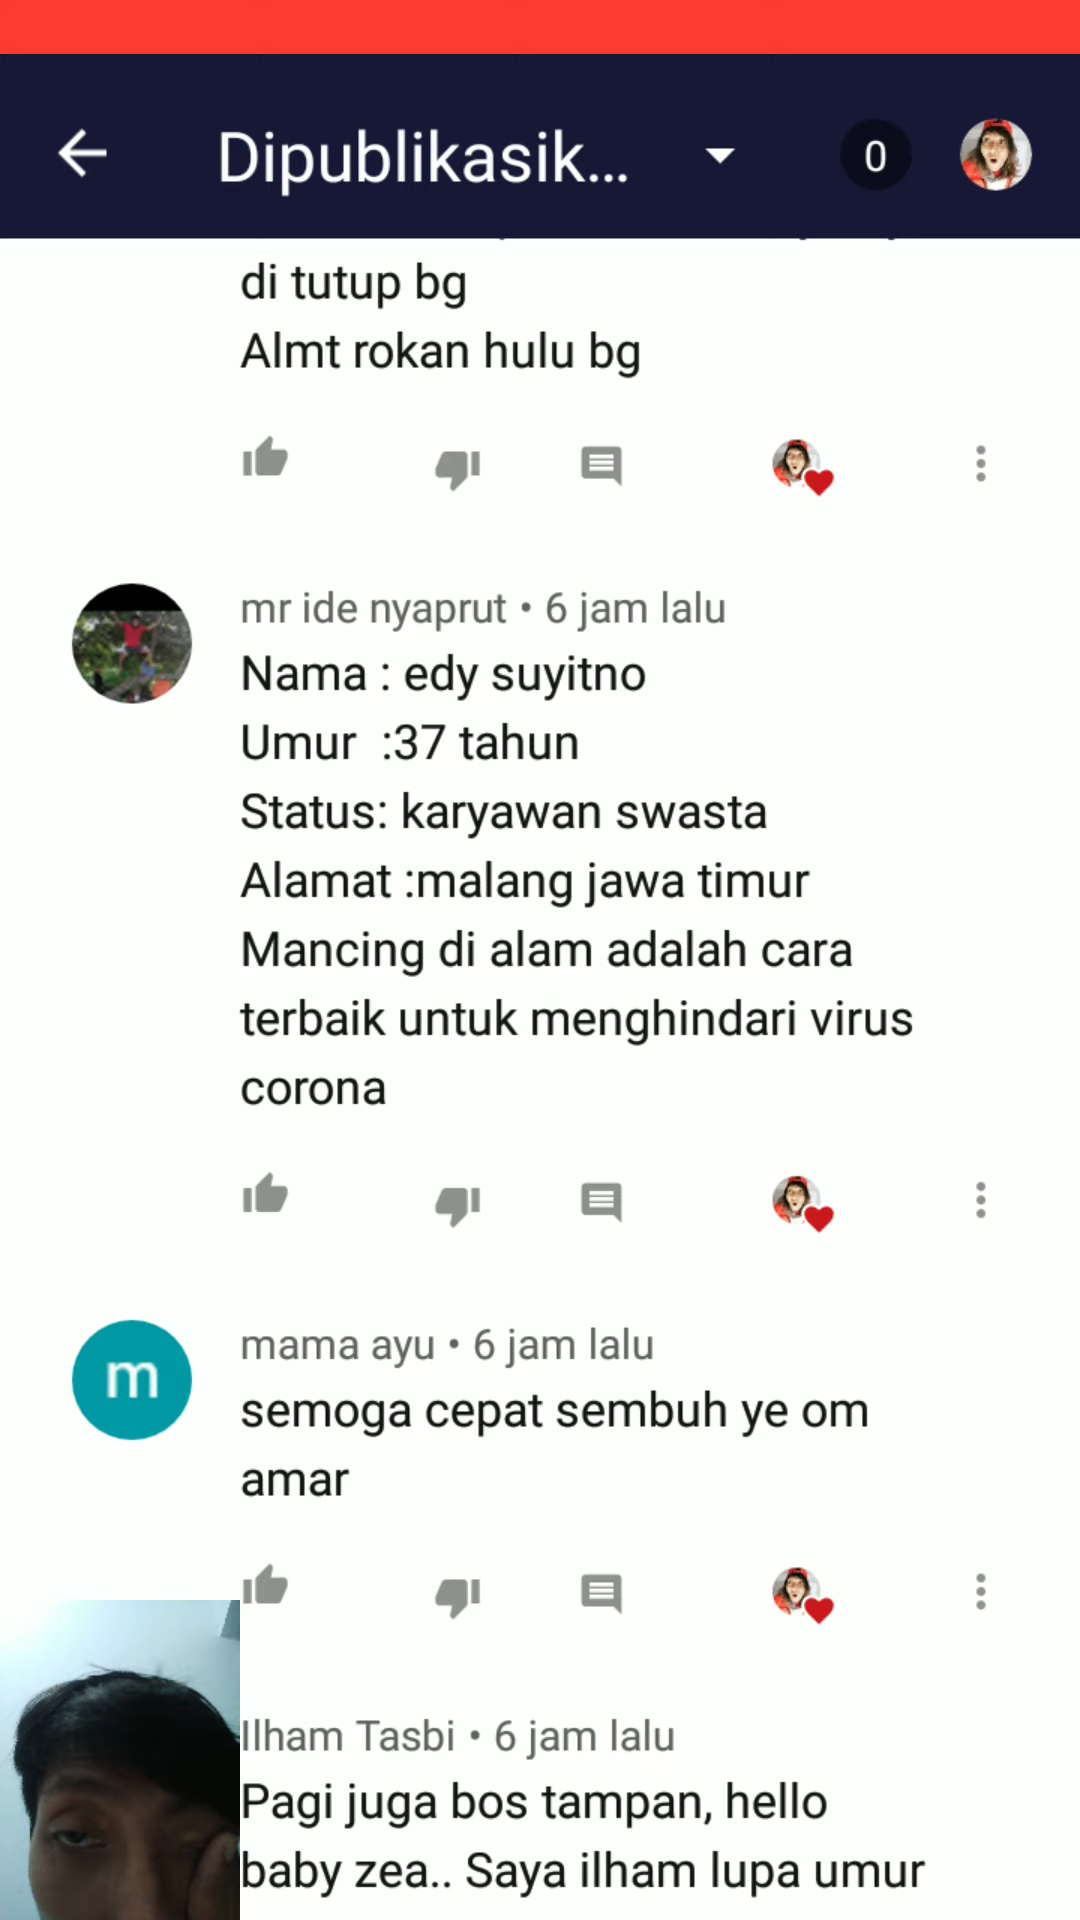 Dipublikasik...
0
di tutup bg
Almt rokan hulu bg
mr ide nyaprut • 6 jam lalu
Nama : edy suyitno
Umur  :37 tahun
Status: karyawan swasta
Alamat :malang jawa timur
Mancing di alam adalah cara
terbaik untuk menghindari virus
corona
m
mama ayu • 6 jam lalu
semoga cepat sembuh ye om
amar
Ilham Tasbi • 6 jam lalu
Pagi juga bos tampan, hello
baby zea.. Saya ilham lupa umur